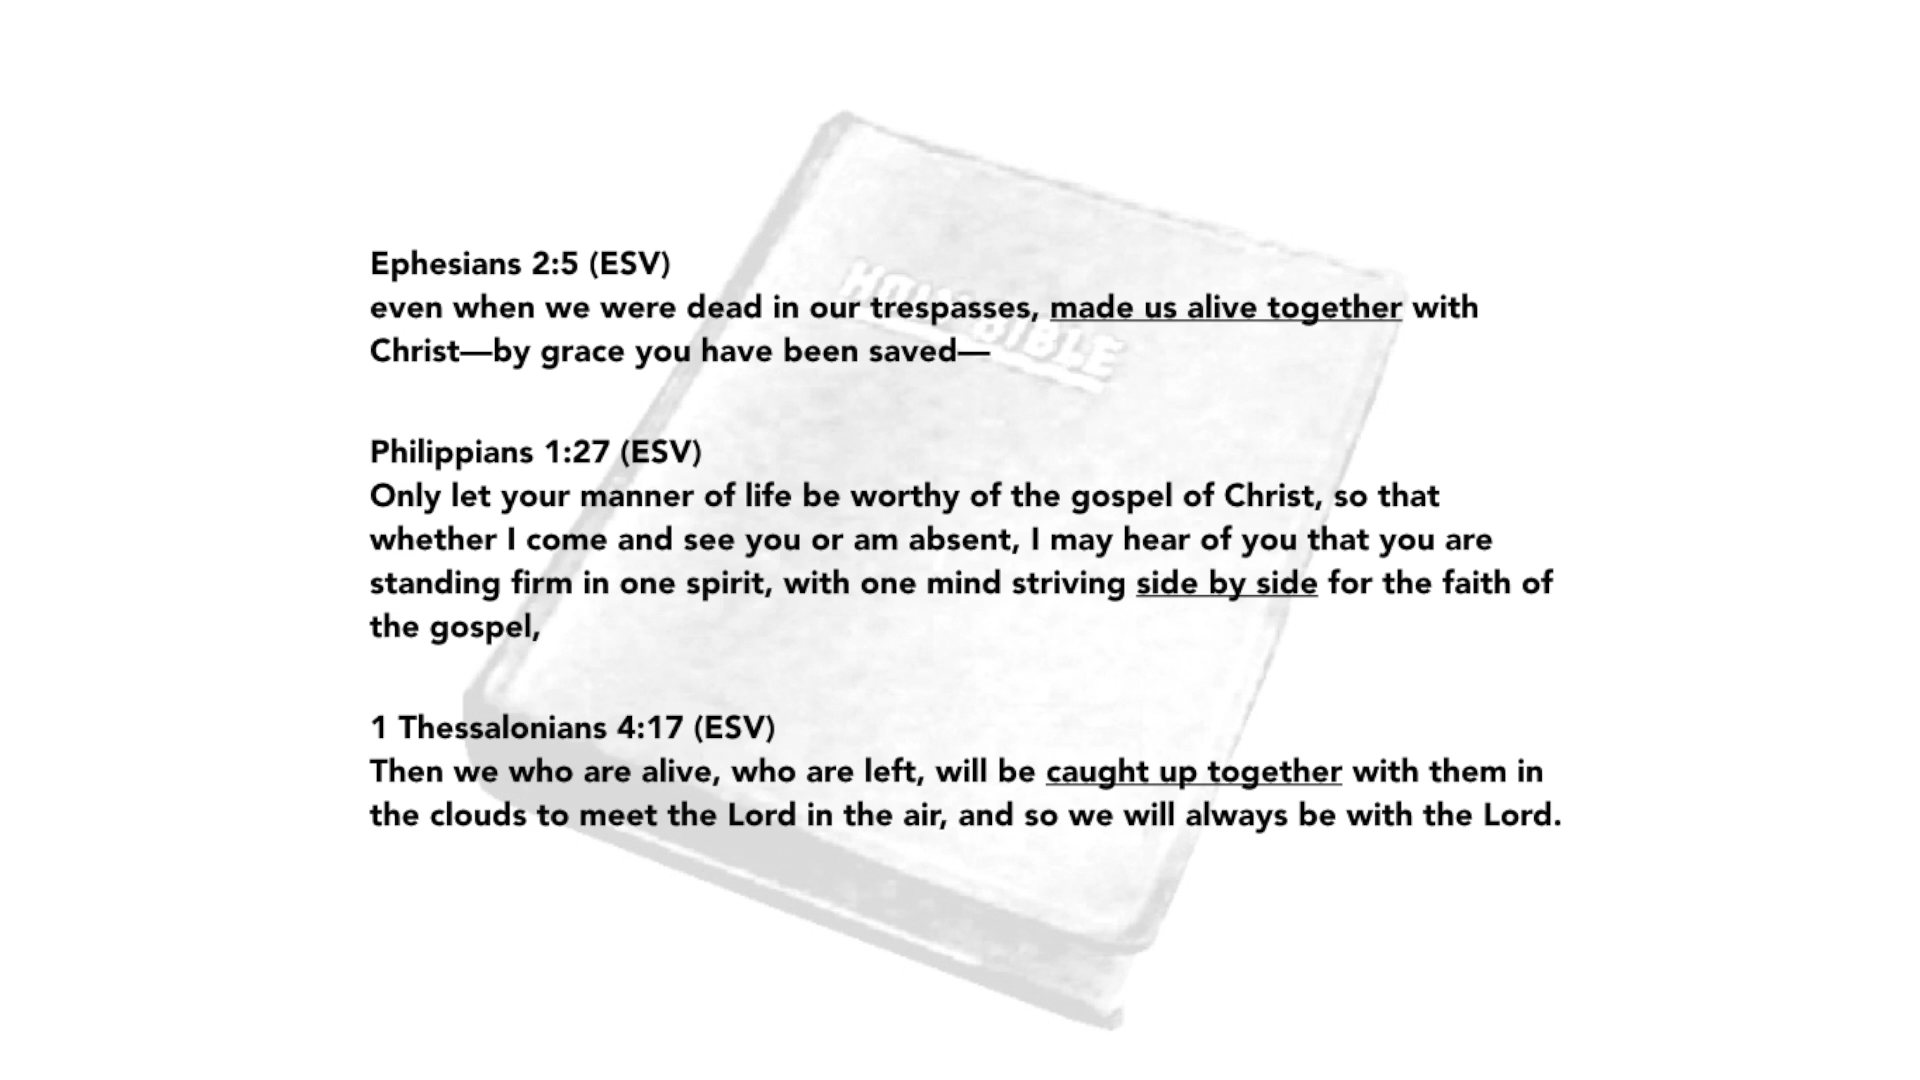 HOLY BIBLE
Ephesians 2:5 (ESV)
even when we were dead in our trespasses, made us alive together with
Christ—by grace you have been saved—
Philippians 1:27 (ESV)
Only let your manner of life be worthy of the gospel of Christ, so that
whether I come and see you or am absent, I may hear of you that you are
standing firm in one spirit, with one mind striving side by side for the faith of
the gospel,
1 Thessalonians 4:17 (ESV)
Then we who are alive, who are left, will be caught up together with them in
the clouds to meet the Lord in the air, and so we will always be with the Lord.